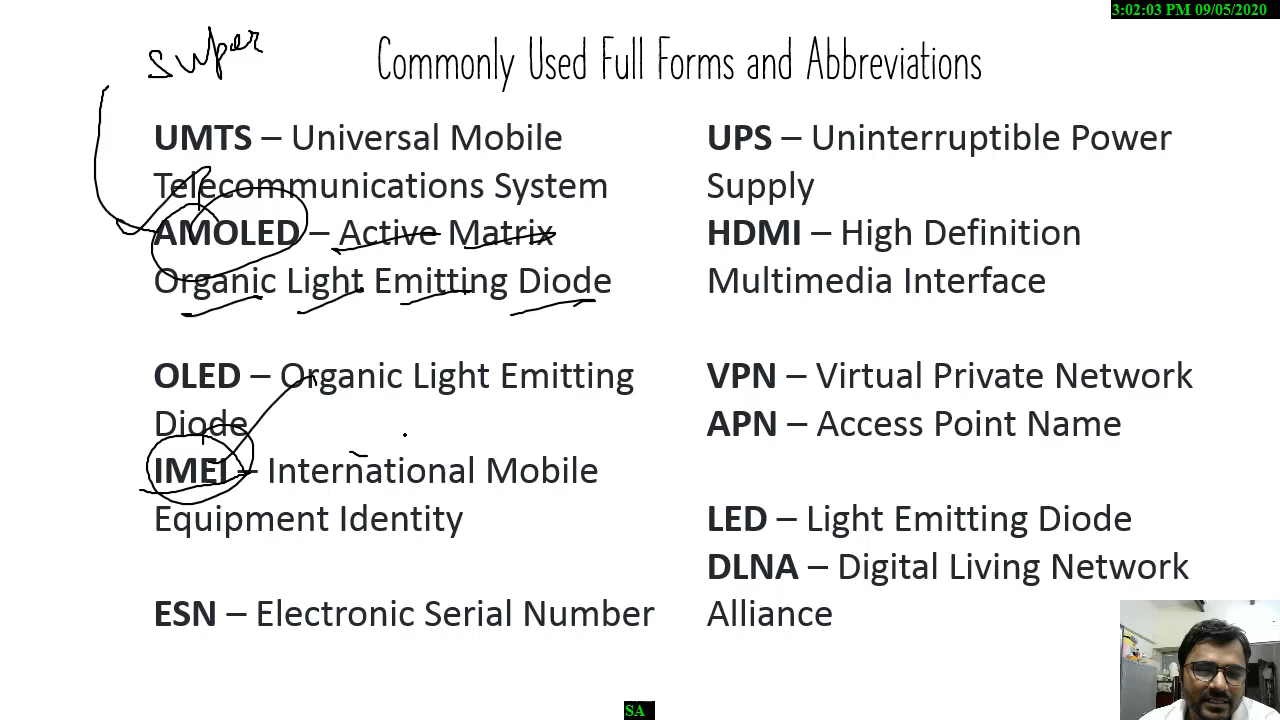 3:02:03 PM 09/05/2020
super
Commonly Used Full Forms and Abbreviations
UMTS – Universal Mobile
Telecommunications System
AMOLED – Active Matrix
Organic Light Emitting Diode
OLED – Organic Light Emitting
Diode
IMEI – International Mobile
Equipment Identity
ESN – Electronic Serial Number
UPS – Uninterruptible Power
Supply
HDMI – High Definition
Multimedia Interface
VPN – Virtual Private Network
APN – Access Point Name
LED – Light Emitting Diode
DLNA – Digital Living Network
Alliance
SA